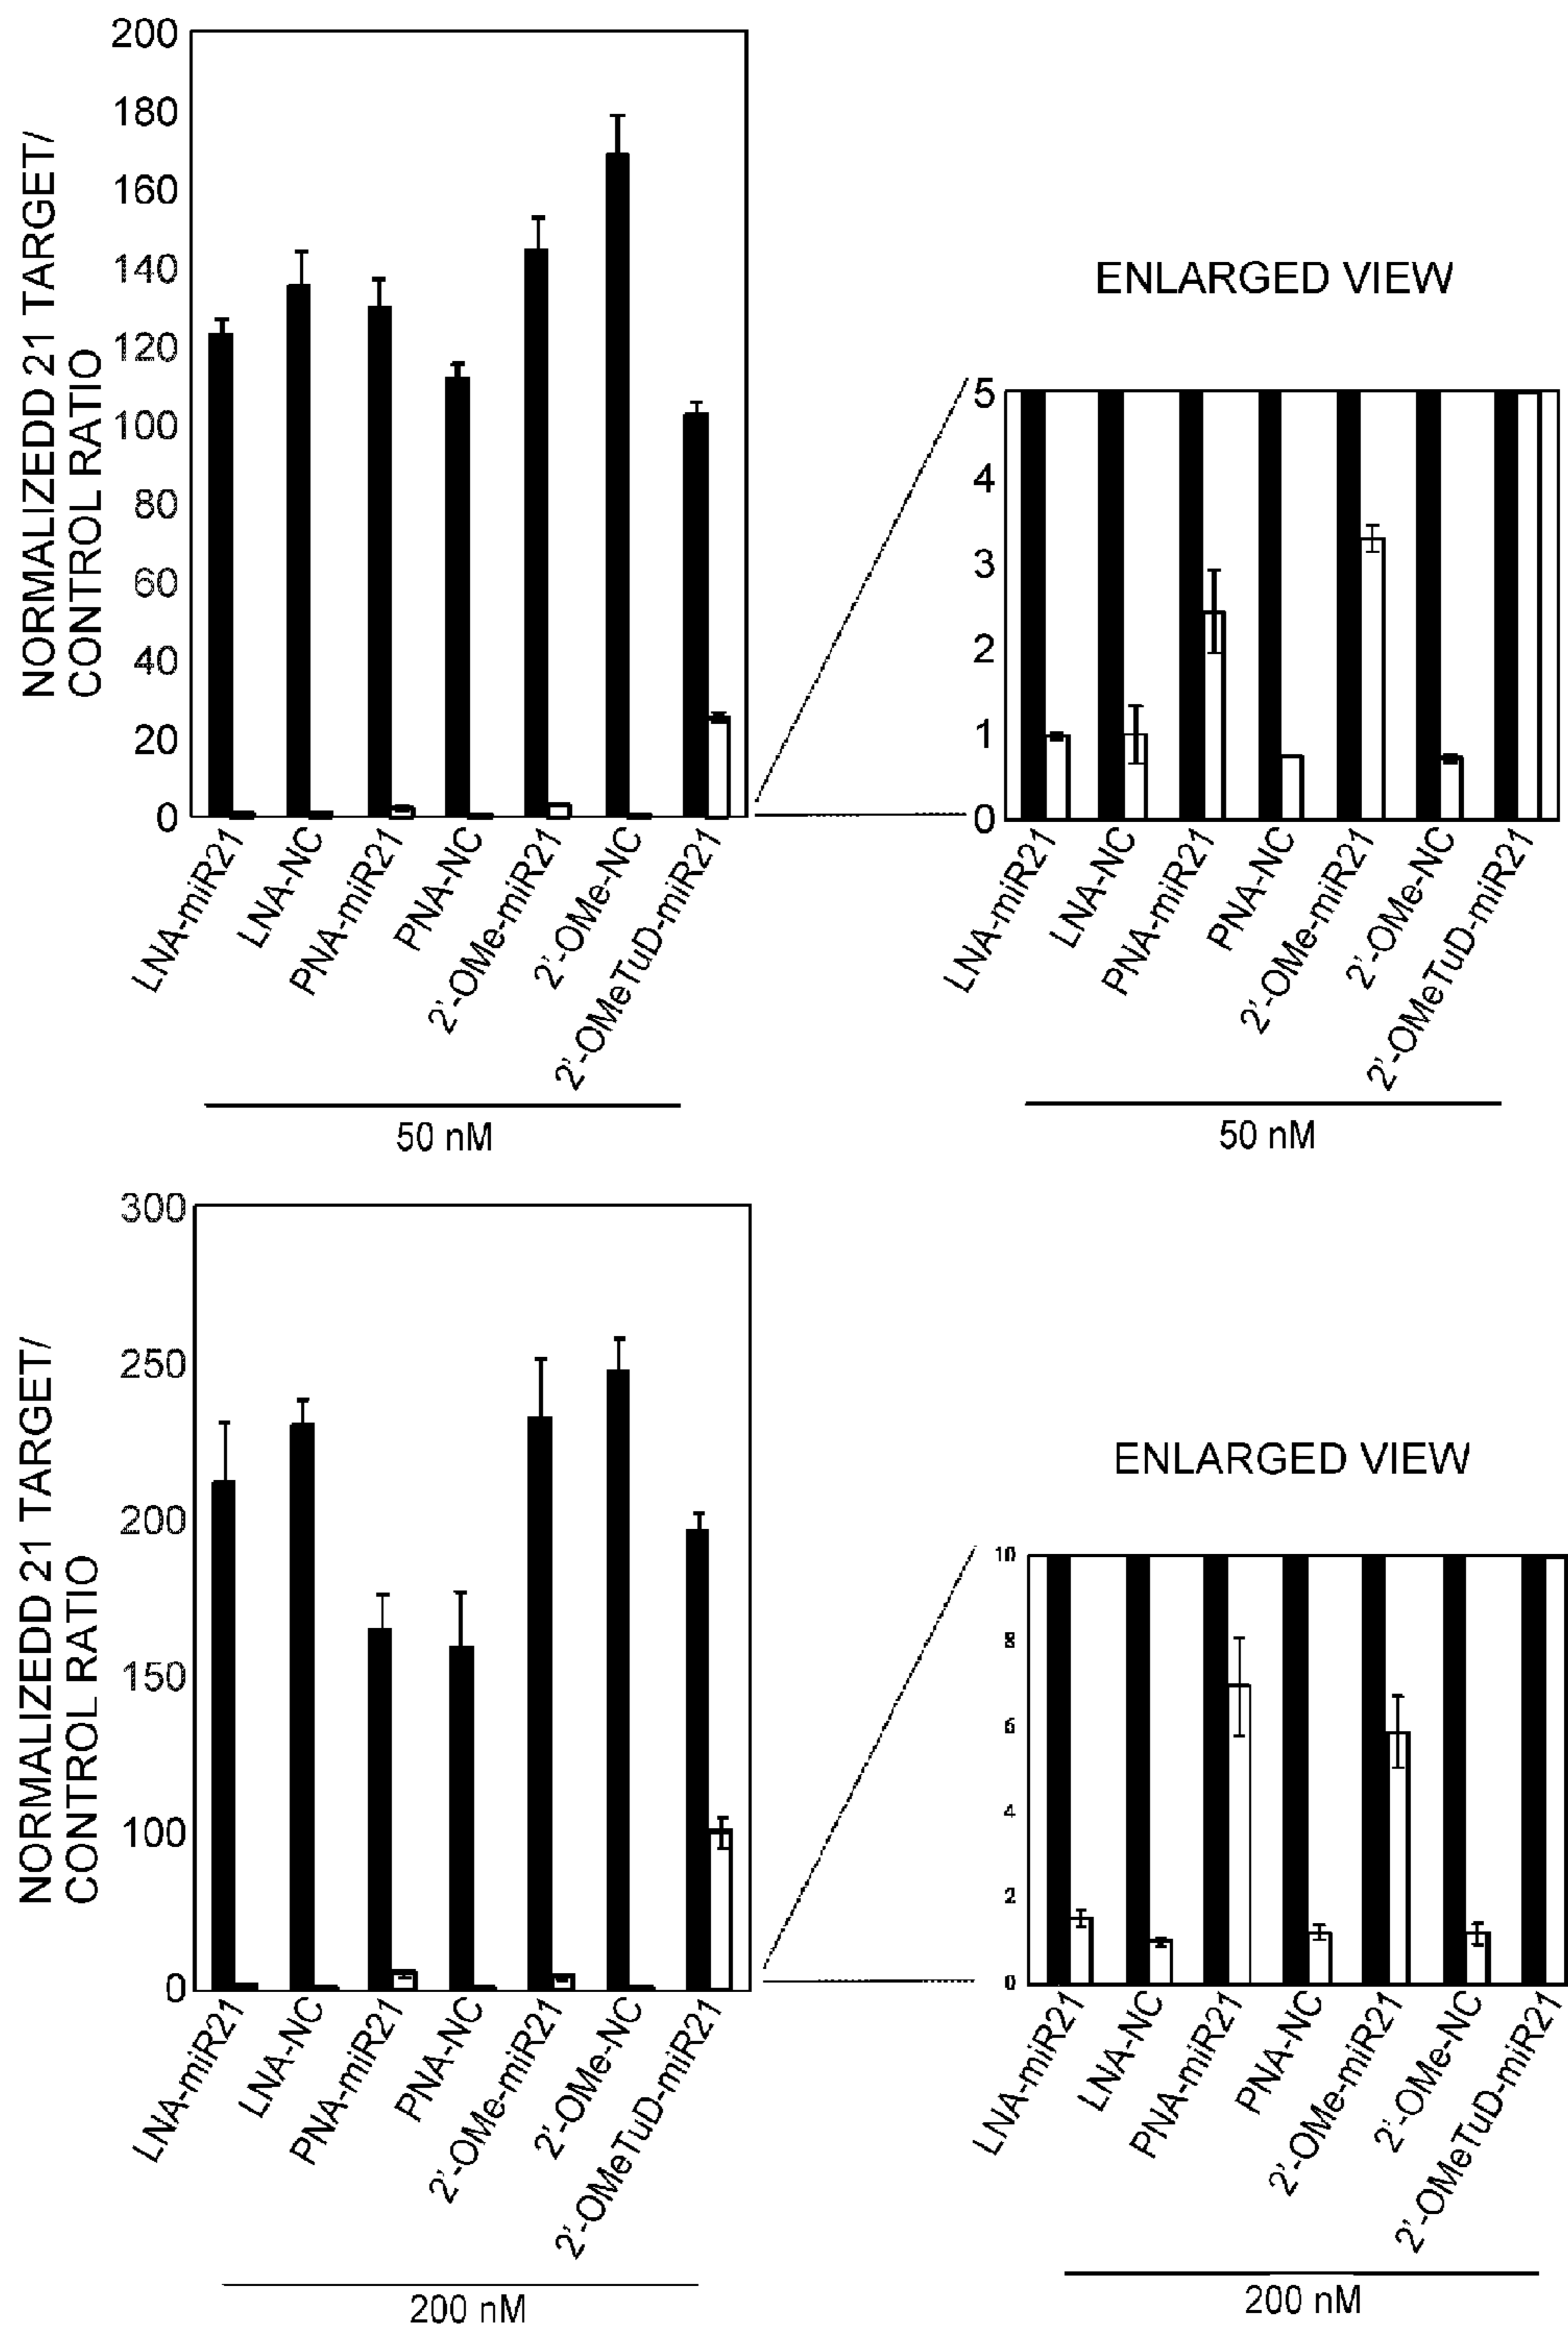 NORMALIZEDD 21 TARGET/
CONTROL RATIO
200
180
160
140
120
100
80
60
40
20
0
LNA-miR21
LNA-NC
PNA-miR21
PNA-NC
2'-OMe-miR21
2'-OMe-NC
2'-OMeTuD-miR21
50 nM
ENLARGED VIEW
5
4
3
2
1
0
LNA-miR21
LNA-NC
PNA-miR21
PNA-NC
2'-OMe-miR21
2'-OMe-NC
2'-OMeTuD-miR21
50 nM
NORMALIZEDD 21 TARGET/
CONTROL RATIO
300
250
200
150
100
0
LNA-miR21
LNA-NC
PNA-miR21
PNA-NC
2'-OMe-miR21
2'-OMe-NC
2'-OMeTuD-miR21
200 nM
ENLARGED VIEW
10
8
6
4
2
0
LNA-miR21
LNA-NC
PNA-miR21
PNA-NC
2'-OMe-miR21
2'-OMe-NC
2'-OMeTuD-miR21
200 nM